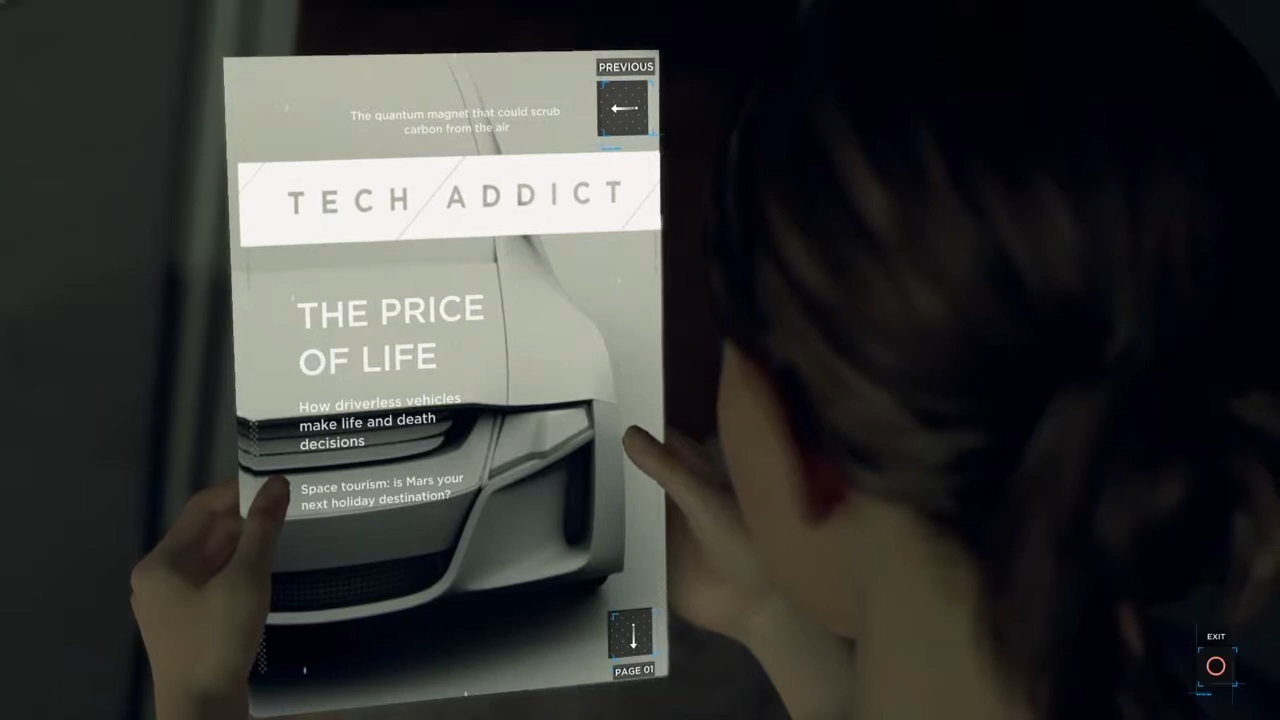 PREVIOUS
The quantum magnet that could scrub
carbon from the air
TECH ADDICT
THE PRICE
OF LIFE
How driverless vehicles
make life and death
decisions
Space tourism: is Mars your
next holiday destination?
PAGE 01
EXIT